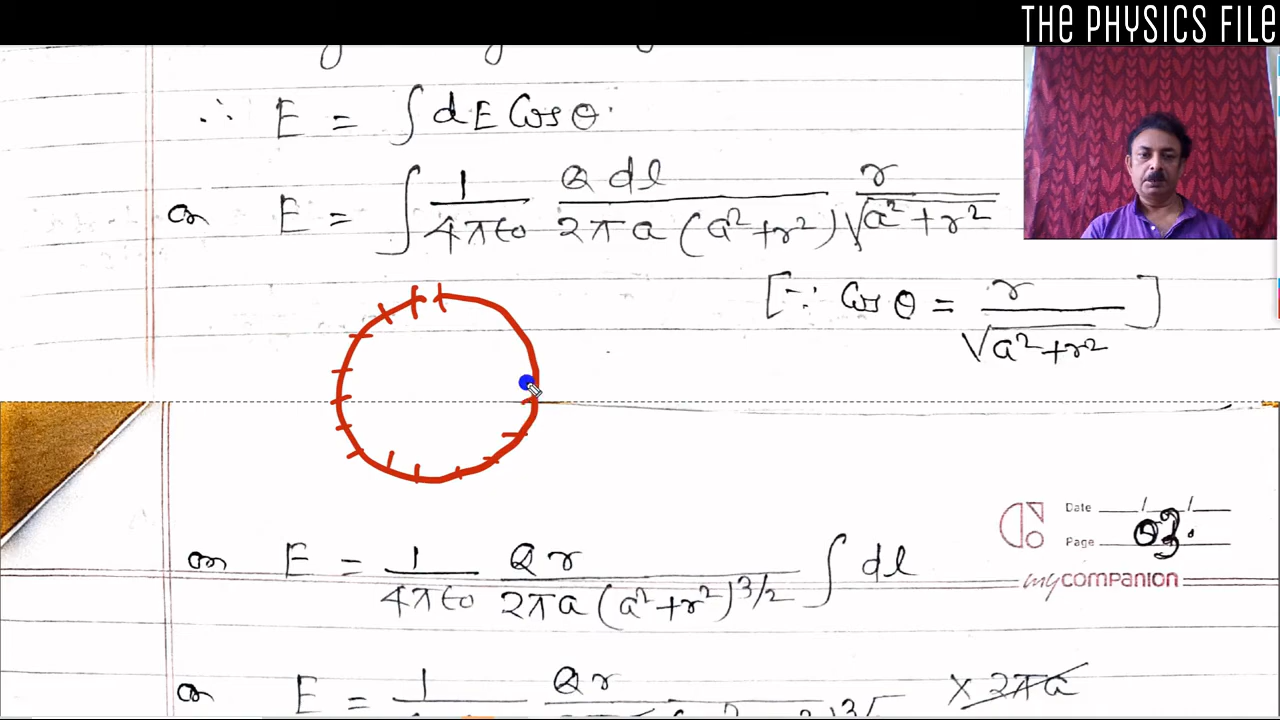 THE PHYSICS FILE
∴ E = ∫ dE Cos θ
or E = ∫ 1/4πε0 Q dl/2πa(a²+r²) r/√a²+r²
[∵ Cos θ = r/√a²+r²]
Date / /
Page 03.
mycompanion
or E = 1/4πε0 Qr/2πa(a²+r²)^3/2 ∫ dl
or E = 1 Qr × 2πa